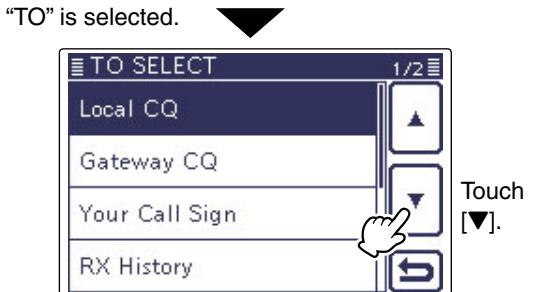 “TO” is selected.
TO SELECT 1/2
Local CQ
Gateway CQ
Your Call Sign
RX History
Touch
[▼].